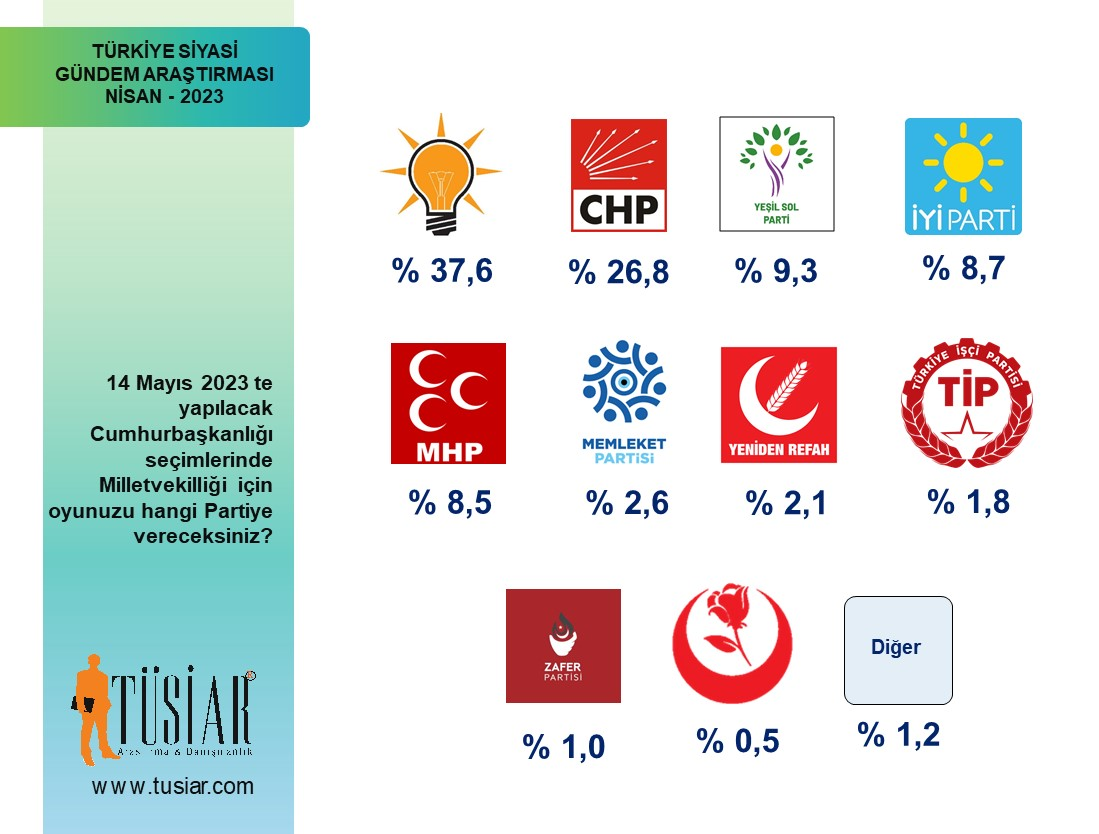 TÜRKİYE SİYASİ
GÜNDEM ARAŞTIRMASI
NİSAN - 2023
14 Mayıs 2023 te
yapılacak
Cumhurbaşkanlığı
seçimlerinde
Milletvekilliği için
oyunuzu hangi Partiye
vereceksiniz?
TÜSİAR
Araştırma & Danışmanlık
www.tusiar.com
CHP
YEŞİL SOL
PARTİ
İYİ PARTİ
% 37,6
% 26,8
% 9,3
% 8,7
MHP
MEMLEKET
PARTiSi
YENİDEN REFAH
TÜRKİYE İŞÇİ PARTİSİ
TİP
% 8,5
% 2,6
% 2,1
% 1,8
ZAFER
PARTİSİ
Diğer
% 1,0
% 0,5
% 1,2